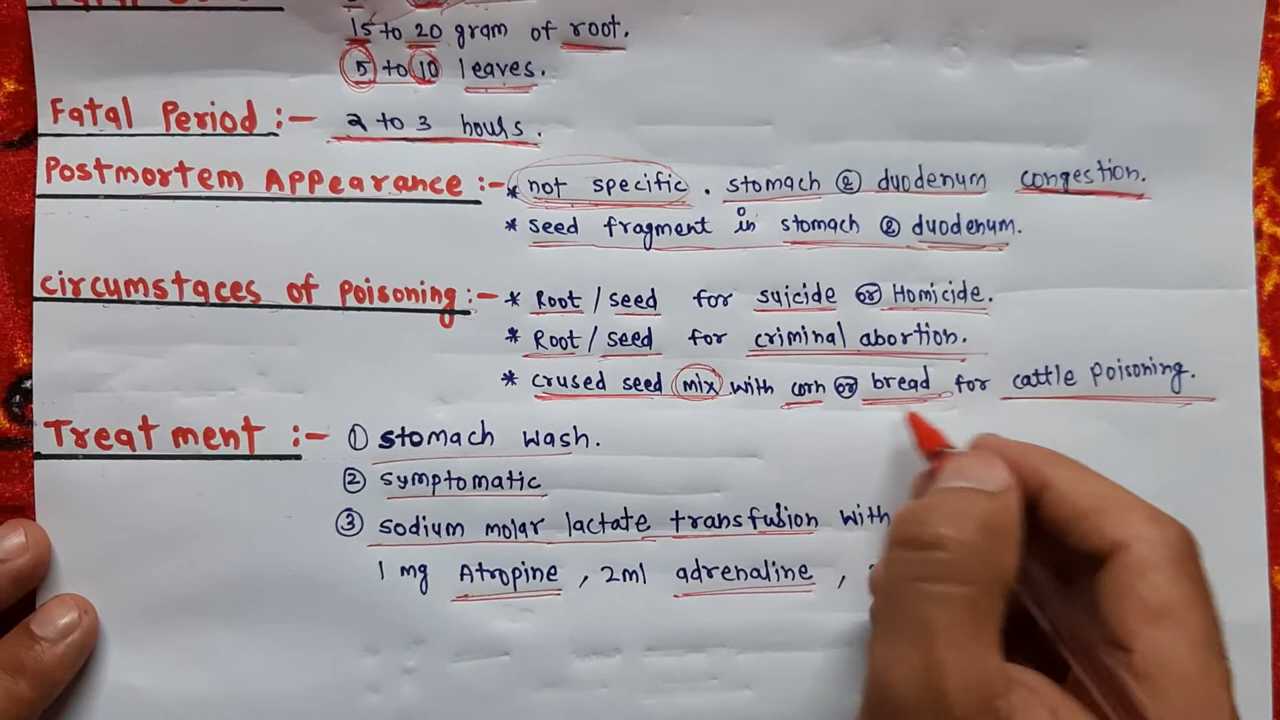 15 to 20 gram of root.
5 to 10 leaves.
Fatal Period :- 2 to 3 hours.
Postmortem Appearance :- * not specific. stomach & duodenum congestion.
* seed fragment in stomach & duodenum.
circumstaces of poisoning :- * Root / seed for suicide or Homicide.
* Root / seed for criminal abortion.
* crused seed mix with corn or bread for cattle poisoning.
Treatment :- ① stomach wash.
② symptomatic
③ sodium molar lactate transfusion with
1 mg Atropine, 2ml adrenaline,